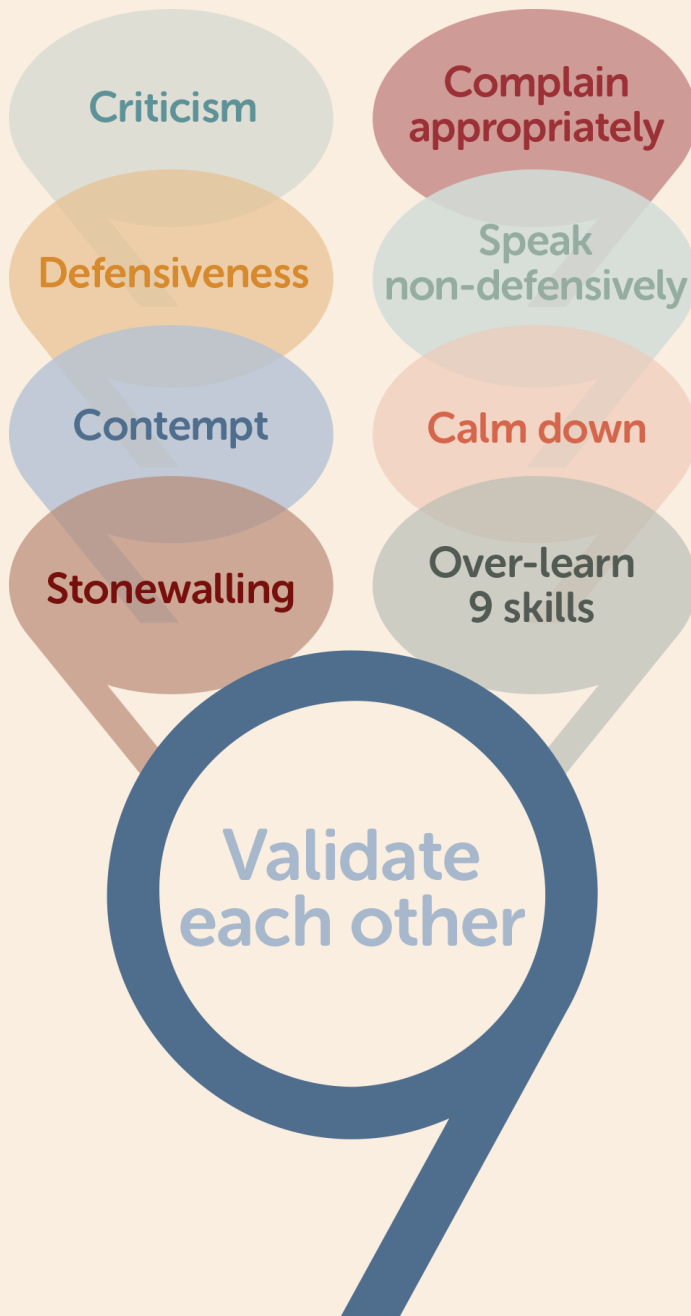 Criticism
Defensiveness
Contempt
Stonewalling
Complain
appropriately
Speak
non-defensively
Calm down
Over-learn
9 skills
Validate
each other